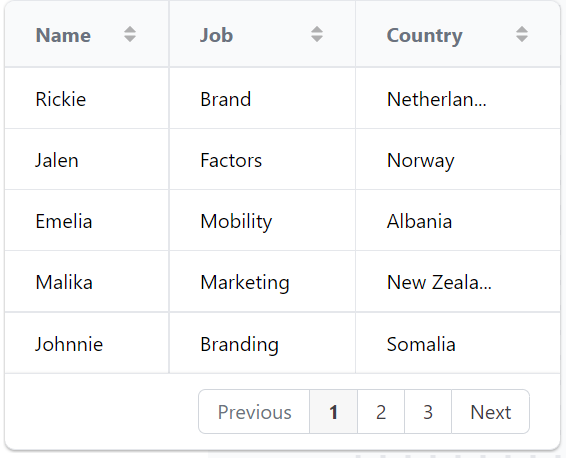 Name Job Country
Rickie Brand Netherlan...
Jalen Factors Norway
Emelia Mobility Albania
Malika Marketing New Zeala...
Johnnie Branding Somalia
Previous 1 2 3 Next